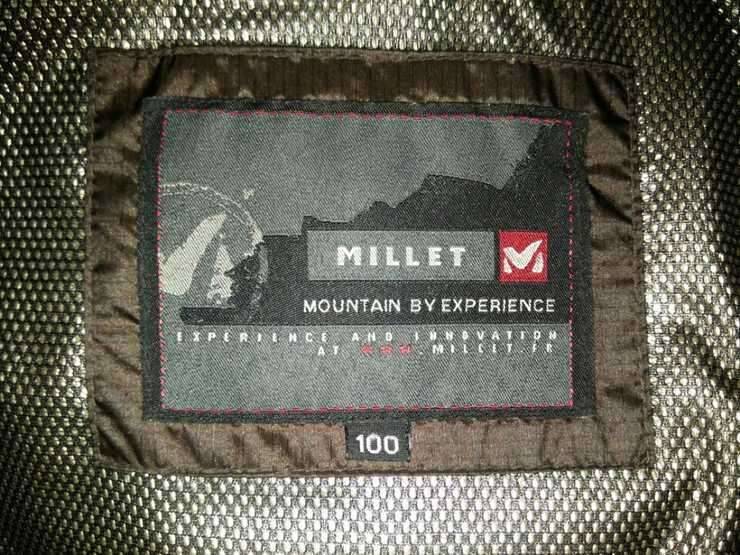 MILLET
MOUNTAIN BY EXPERIENCE
EXPERIENCE AND INNOVATION
AT WWW.MILLET.FR
100